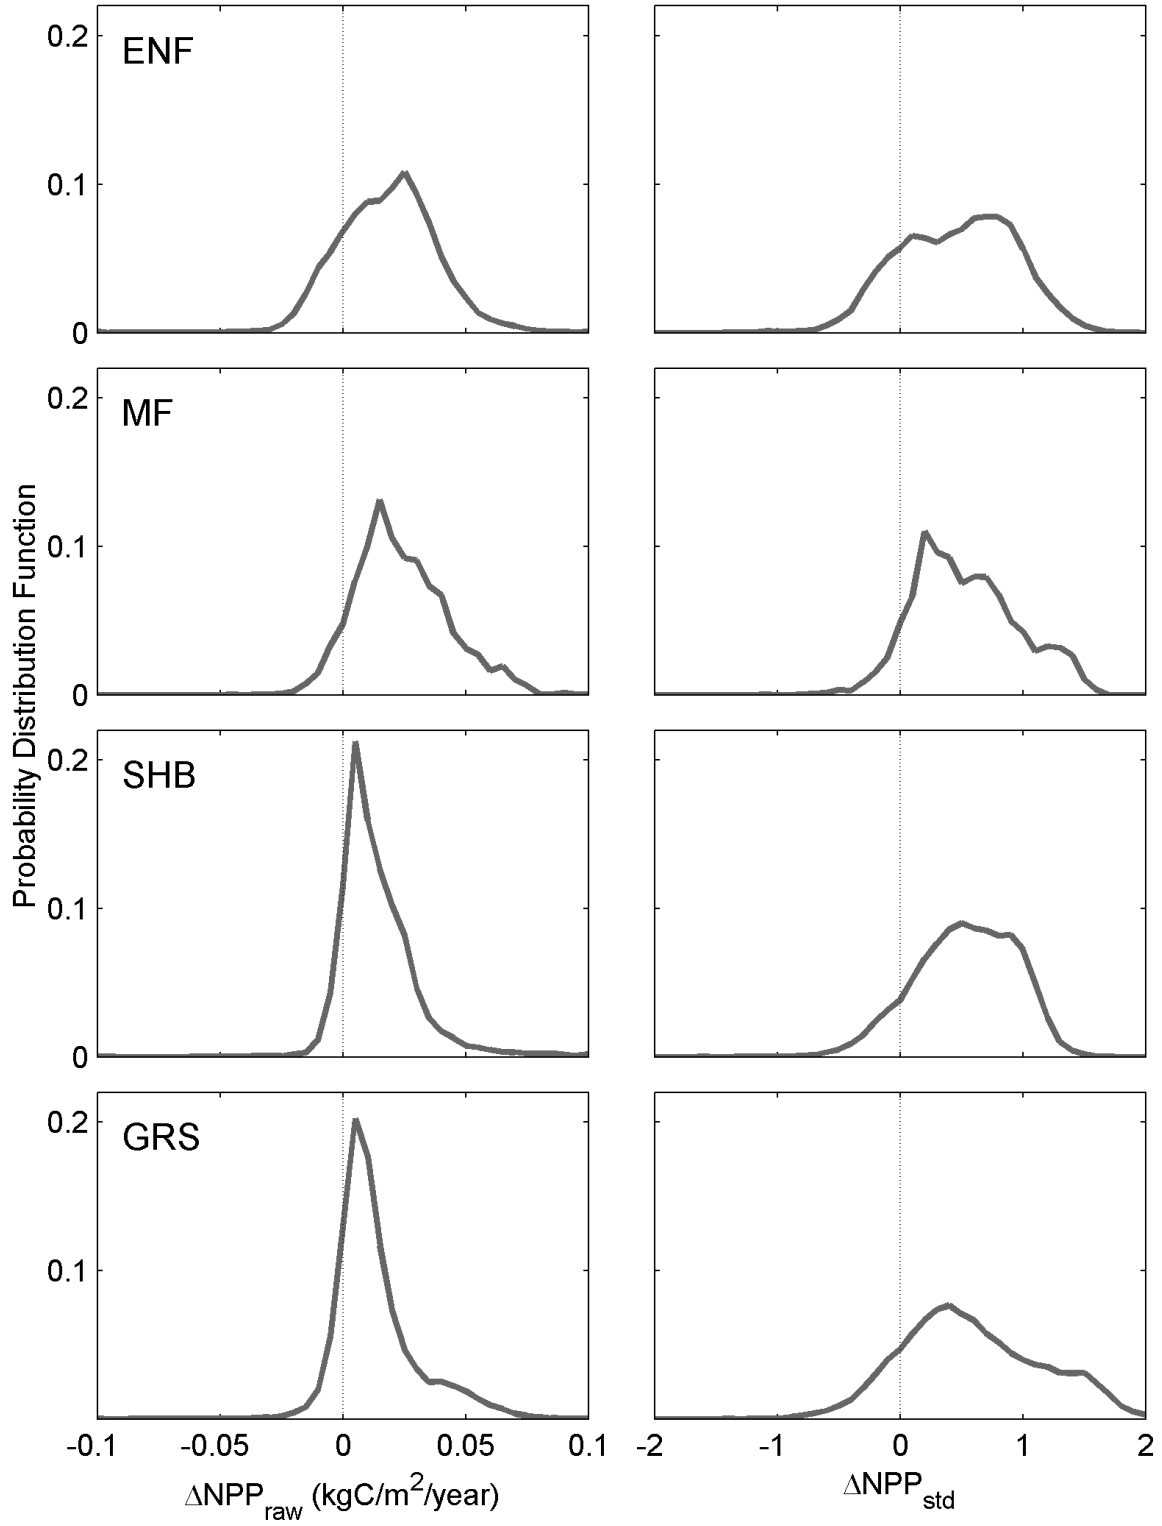 0.2
ENF
0.1
0
0.2
MF
0.1
0
Probability Distribution Function
0.2
SHB
0.1
0
0.2
GRS
0.1
-0.1 -0.05 0 0.05 0.1 -2 -1 0 1 2
ΔNPPraw (kgC/m2/year) ΔNPPstd